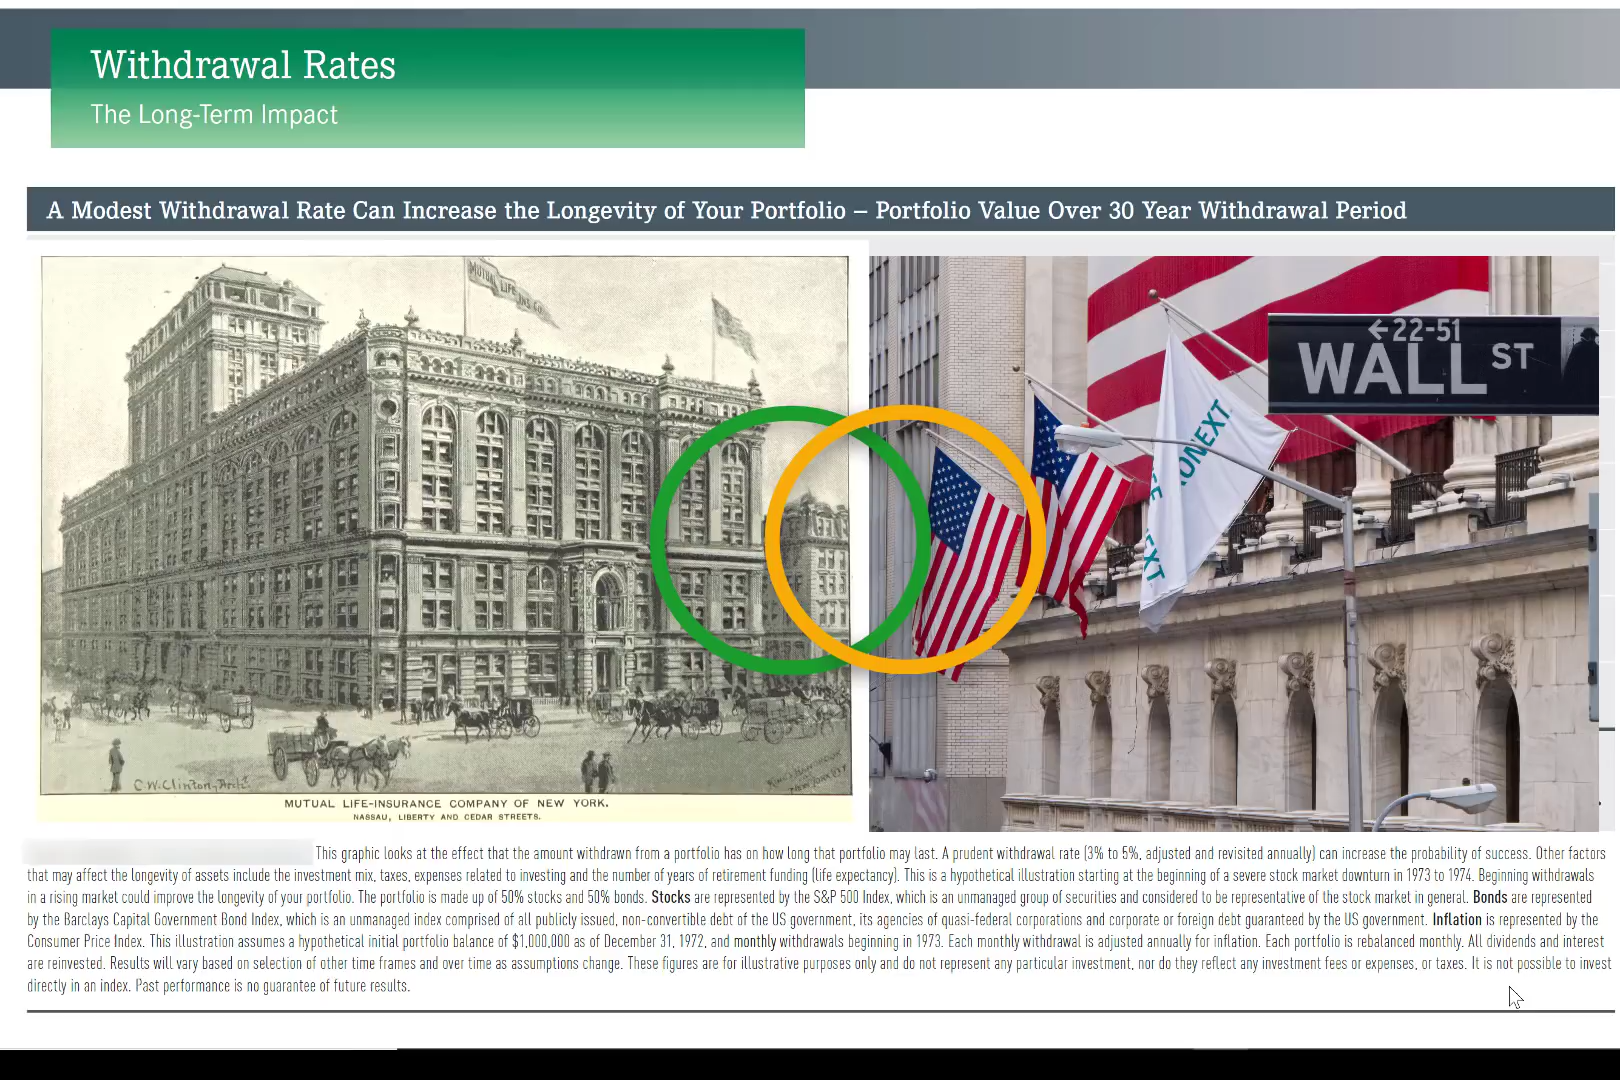 Withdrawal Rates
The Long-Term Impact
A Modest Withdrawal Rate Can Increase the Longevity of Your Portfolio – Portfolio Value Over 30 Year Withdrawal Period
MUTUAL LIFE INS CO.
C.W. Clinton, Archt.
MUTUAL LIFE-INSURANCE COMPANY OF NEW YORK.
NASSAU, LIBERTY AND CEDAR STREETS.
←22-51
WALL ST
ONEXT
EXT
This graphic looks at the effect that the amount withdrawn from a portfolio has on how long that portfolio may last. A prudent withdrawal rate (3% to 5%, adjusted and revisited annually) can increase the probability of success. Other factors
that may affect the longevity of assets include the investment mix, taxes, expenses related to investing and the number of years of retirement funding (life expectancy). This is a hypothetical illustration starting at the beginning of a severe stock market downturn in 1973 to 1974. Beginning withdrawals
in a rising market could improve the longevity of your portfolio. The portfolio is made up of 50% stocks and 50% bonds. Stocks are represented by the S&P 500 Index, which is an unmanaged group of securities and considered to be representative of the stock market in general. Bonds are represented
by the Barclays Capital Government Bond Index, which is an unmanaged index comprised of all publicly issued, non-convertible debt of the US government, its agencies of quasi-federal corporations and corporate or foreign debt guaranteed by the US government. Inflation is represented by the
Consumer Price Index. This illustration assumes a hypothetical initial portfolio balance of $1,000,000 as of December 31, 1972, and monthly withdrawals beginning in 1973. Each monthly withdrawal is adjusted annually for inflation. Each portfolio is rebalanced monthly. All dividends and interest
are reinvested. Results will vary based on selection of other time frames and over time as assumptions change. These figures are for illustrative purposes only and do not represent any particular investment, nor do they reflect any investment fees or expenses, or taxes. It is not possible to invest
directly in an index. Past performance is no guarantee of future results.